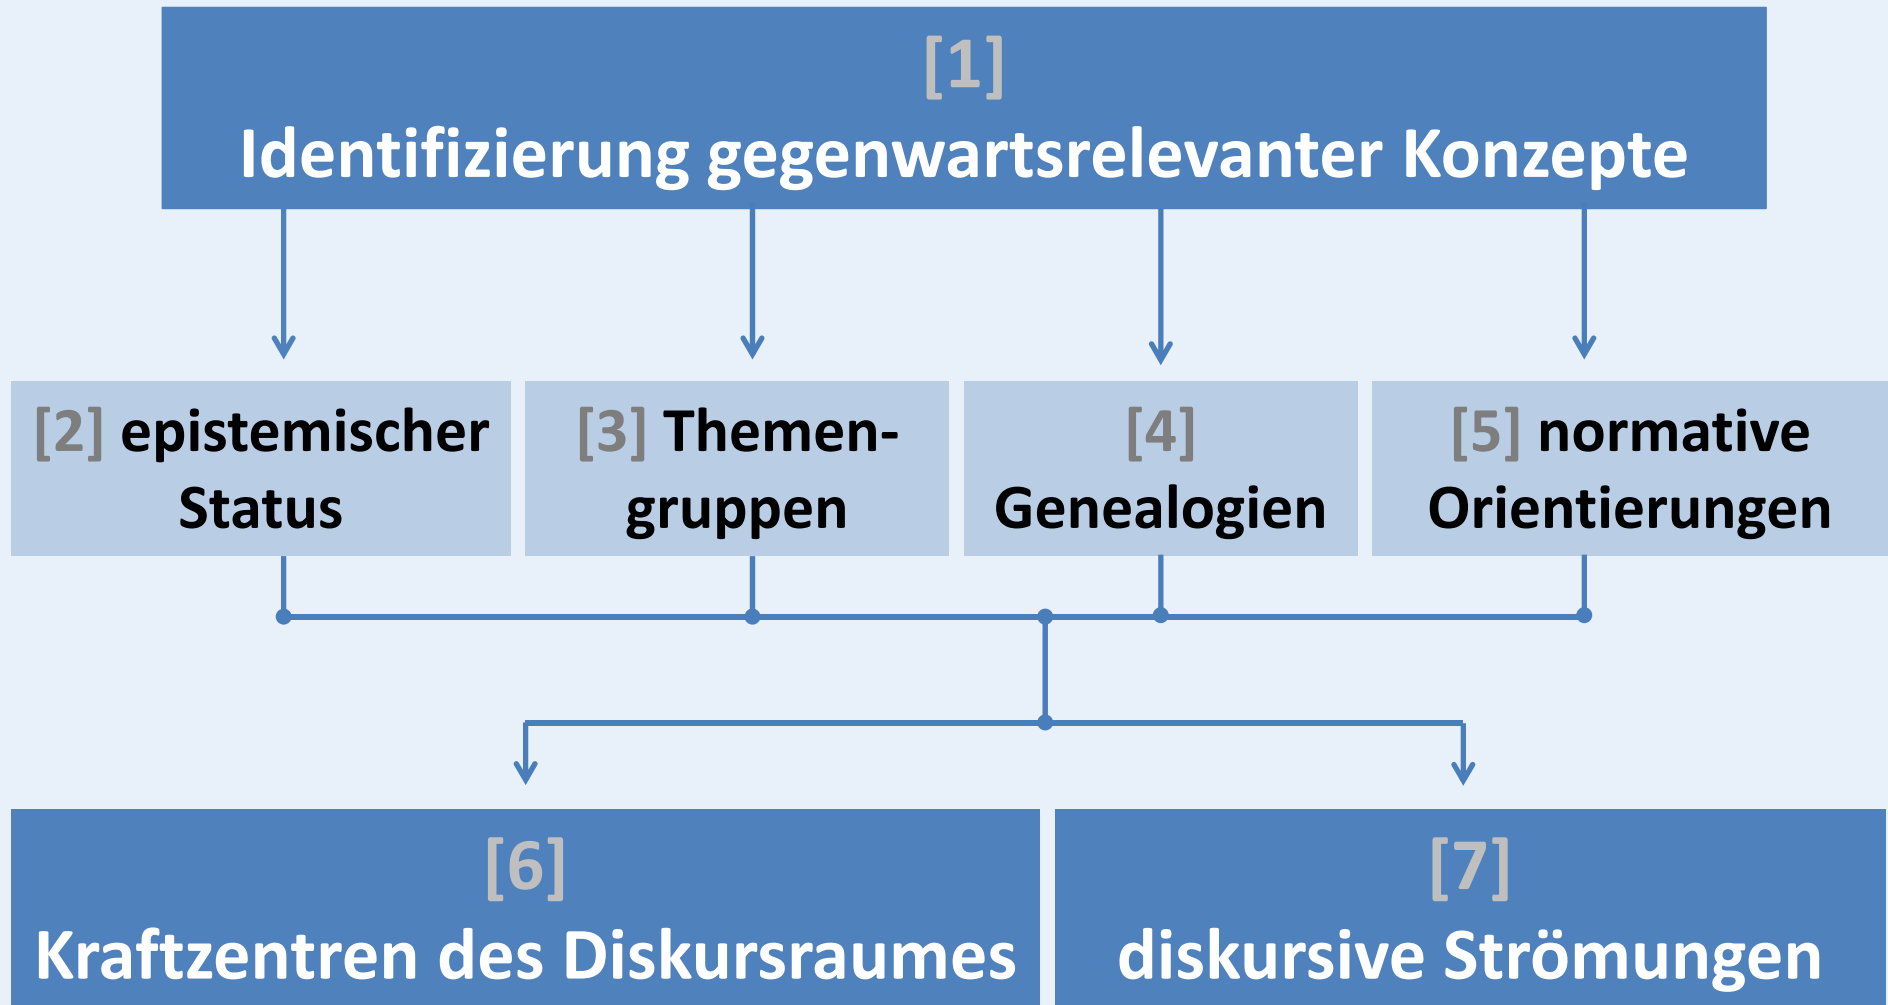 [1]
Identifizierung gegenwartsrelevanter Konzepte
[2] epistemischer
Status
[3] Themen-
gruppen
[4]
Genealogien
[5] normative
Orientierungen
[6]
Kraftzentren des Diskursraumes
[7]
diskursive Strömungen